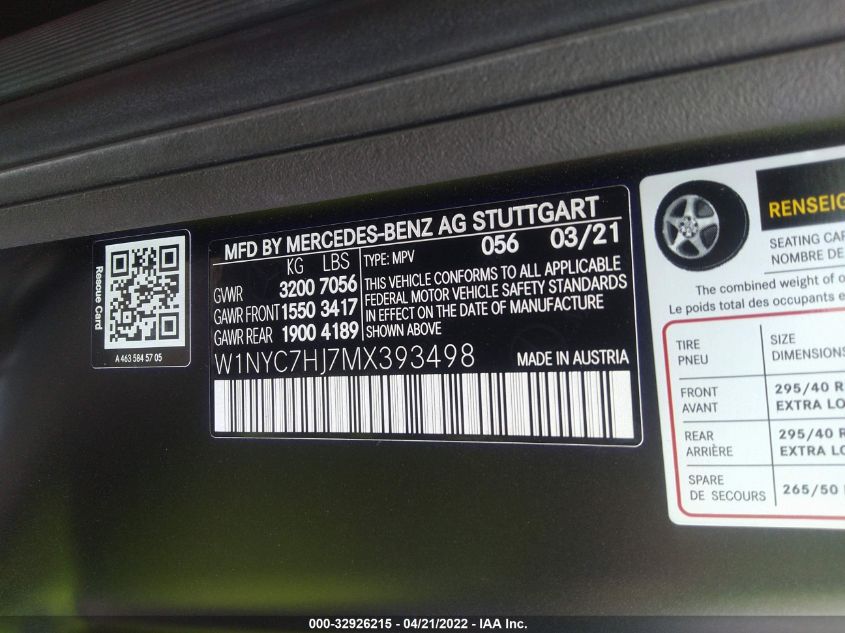 MFD BY MERCEDES-BENZ AG STUTTGART
KG LBS
GVWR 3200 7056
GAWR FRONT 1550 3417
GAWR REAR 1900 4189
TYPE: MPV 056 03/21
THIS VEHICLE CONFORMS TO ALL APPLICABLE
FEDERAL MOTOR VEHICLE SAFETY STANDARDS
IN EFFECT ON THE DATE OF MANUFACTURE
SHOWN ABOVE
W1NYC7HJ7MX393498 MADE IN AUSTRIA
Rescue Card
A 463 584 57 05
RENSEIG
SEATING CAP
NOMBRE DE
The combined weight of o
Le poids total des occupants e
TIRE
PNEU
SIZE
DIMENSIONS
FRONT
AVANT
295/40 R
EXTRA LO
REAR
ARRIÈRE
295/40 R
EXTRA LO
SPARE
DE SECOURS
265/50
000-32926215 - 04/21/2022 - IAA Inc.